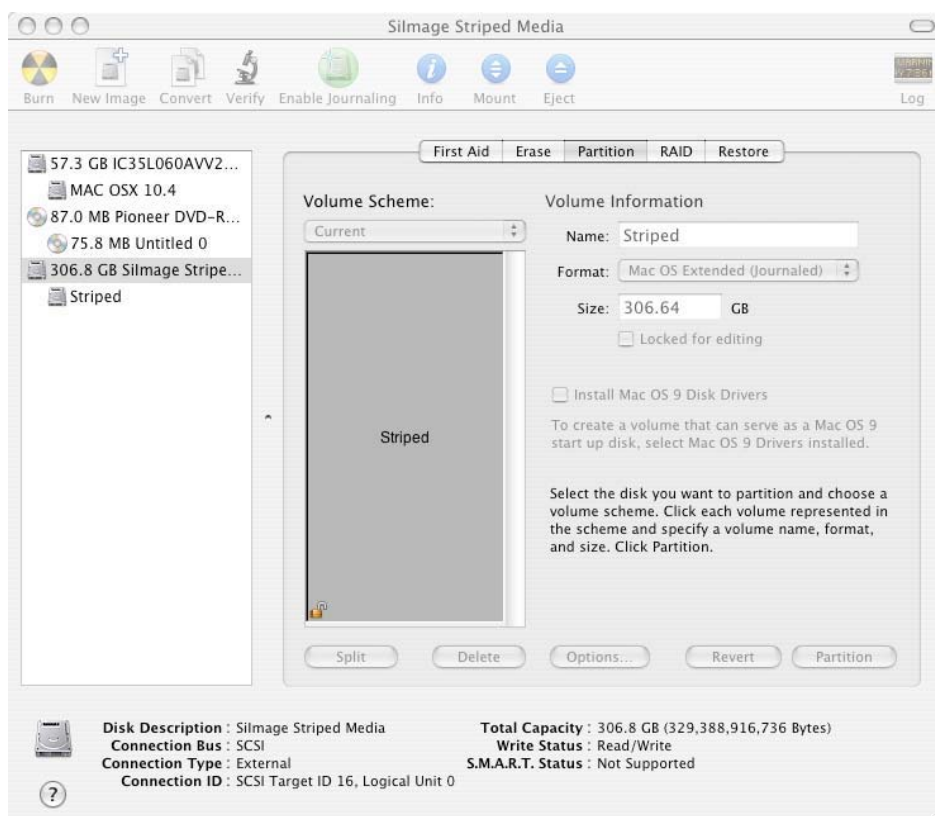 SiImage Striped Media
Burn New Image Convert Verify Enable Journaling Info Mount Eject Log
57.3 GB IC35L060AVV2...
MAC OSX 10.4
87.0 MB Pioneer DVD-R...
75.8 MB Untitled 0
306.8 GB SiImage Stripe...
Striped
First Aid Erase Partition RAID Restore
Volume Scheme:
Current
Striped
Volume Information
Name: Striped
Format: Mac OS Extended (Journaled)
Size: 306.64 GB
Locked for editing
Install Mac OS 9 Disk Drivers
To create a volume that can serve as a Mac OS 9
start up disk, select Mac OS 9 Drivers installed.
Select the disk you want to partition and choose a
volume scheme. Click each volume represented in
the scheme and specify a volume name, format,
and size. Click Partition.
Split Delete Options... Revert Partition
Disk Description : SiImage Striped Media
Connection Bus : SCSI
Connection Type : External
Connection ID : SCSI Target ID 16, Logical Unit 0
Total Capacity : 306.8 GB (329,388,916,736 Bytes)
Write Status : Read/Write
S.M.A.R.T. Status : Not Supported
?